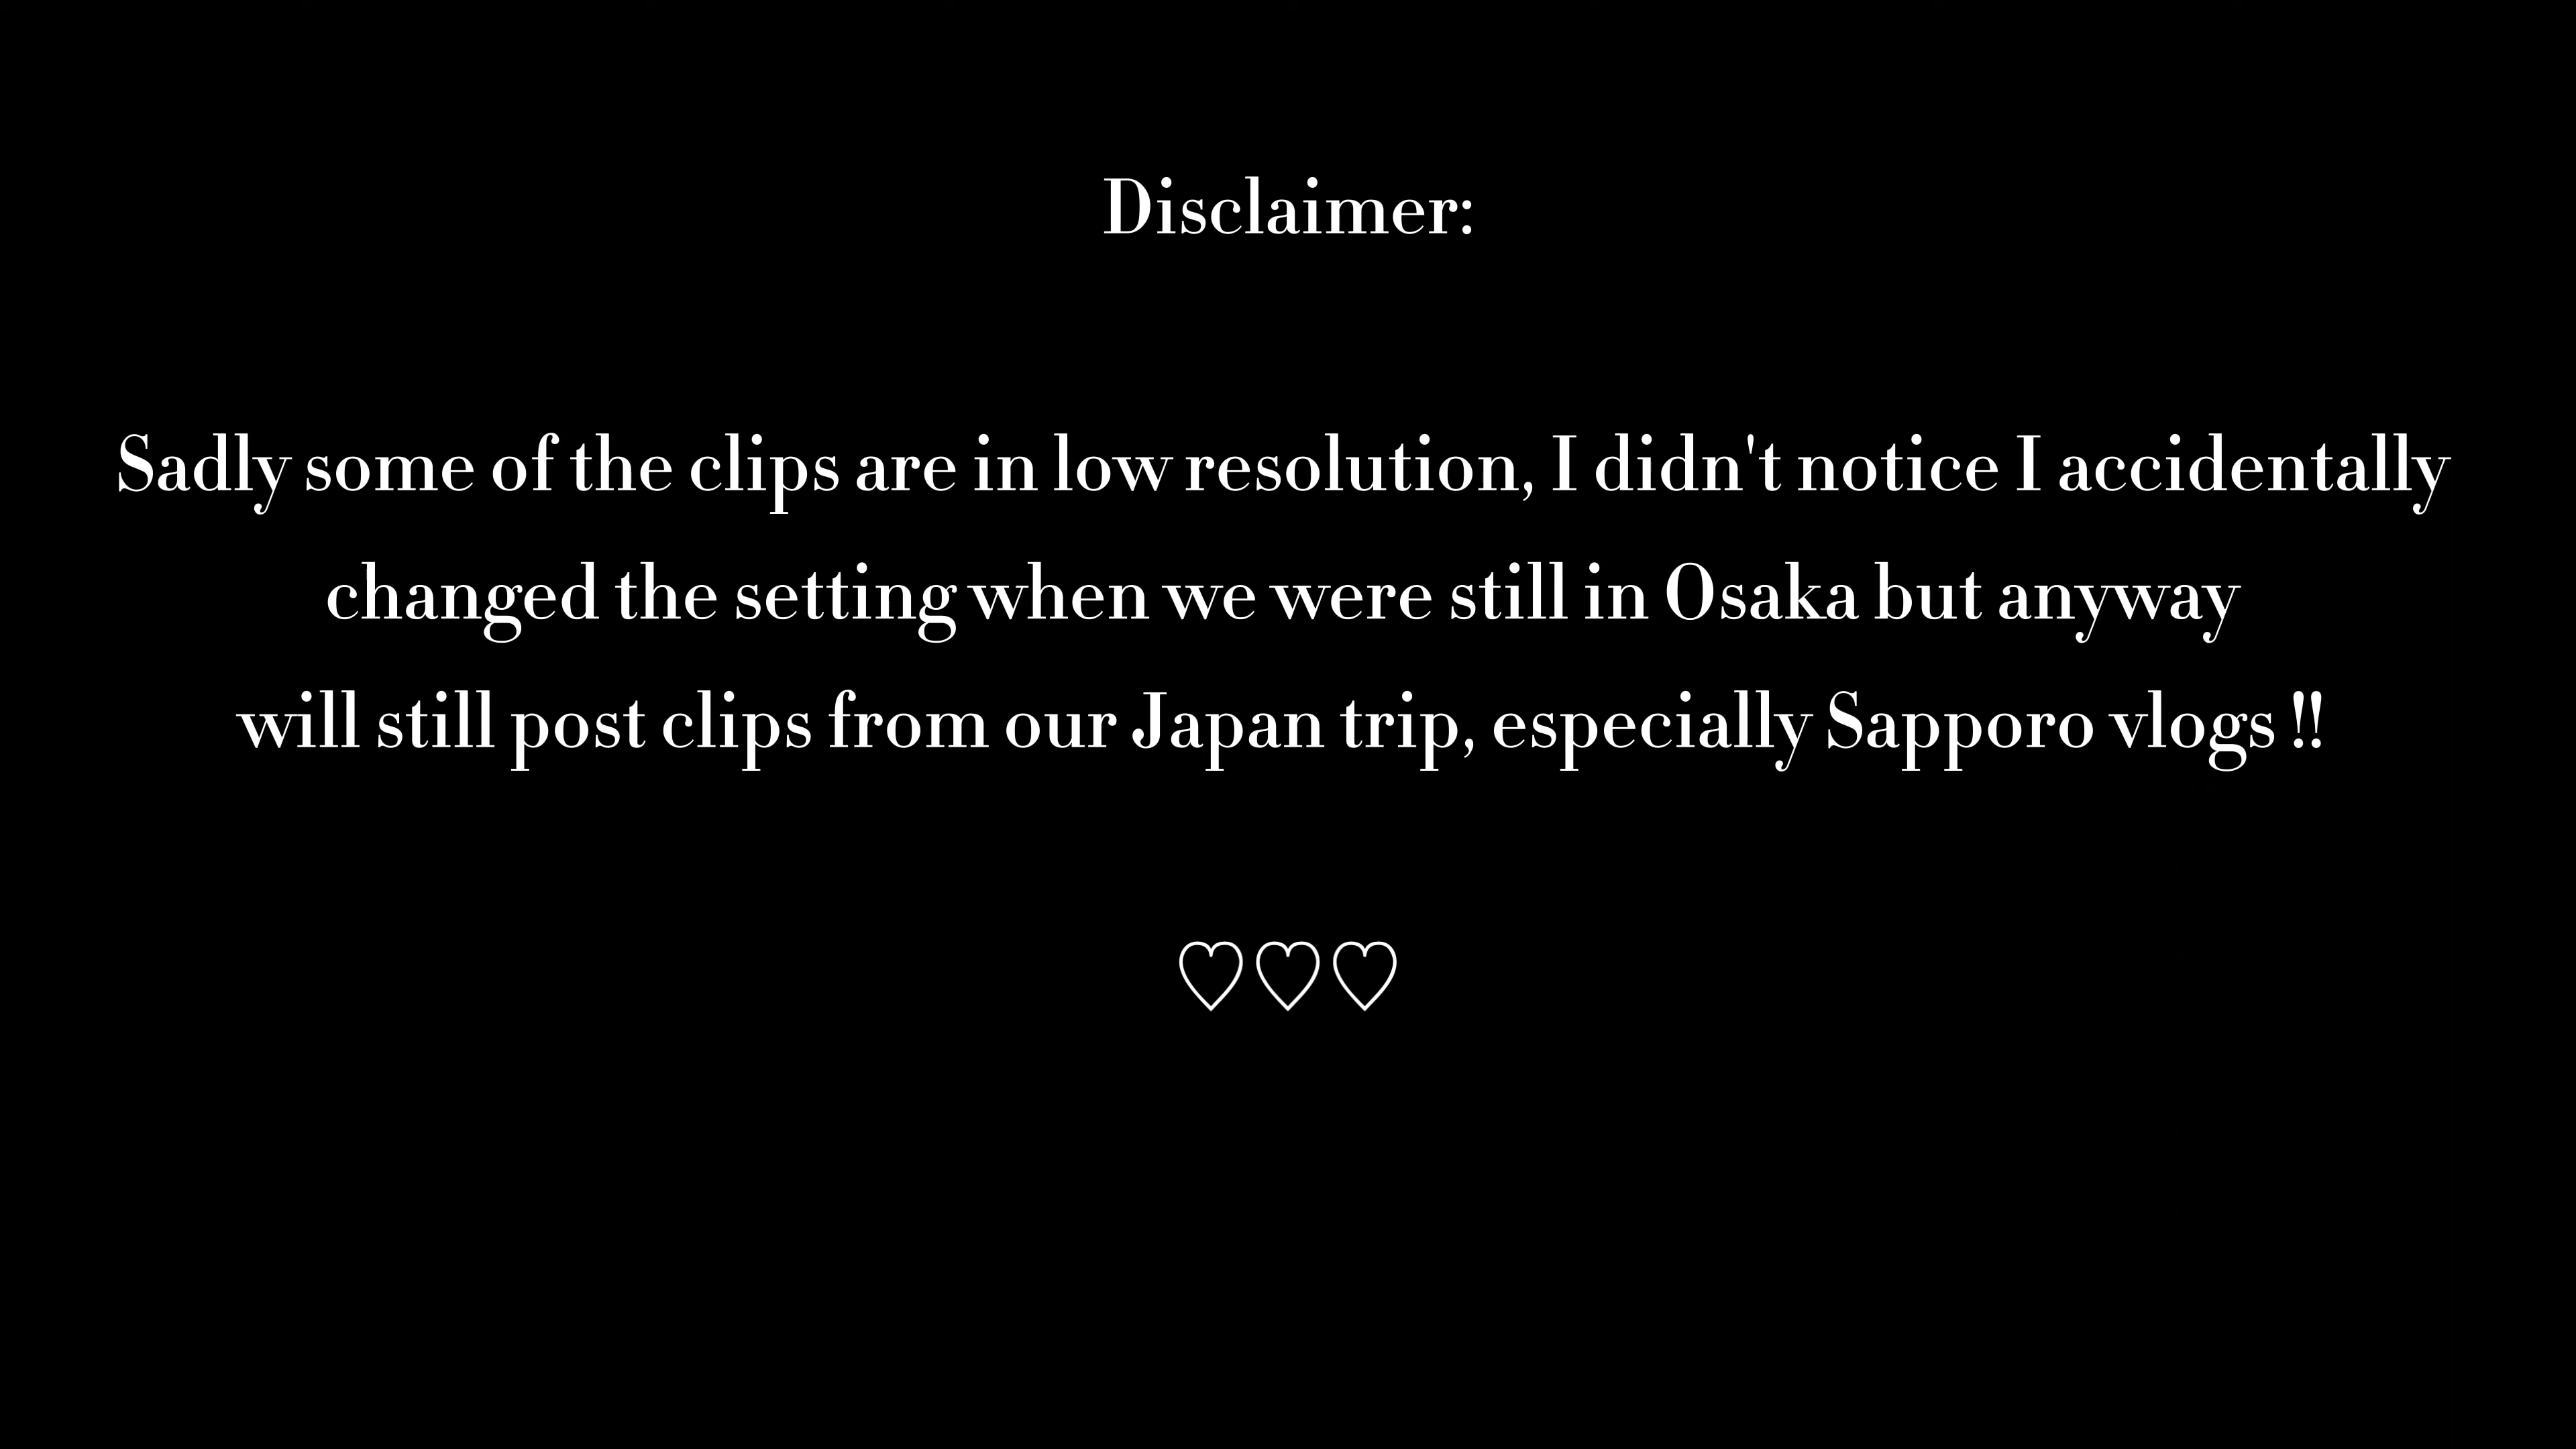 Disclaimer:
Sadly some of the clips are in low resolution, I didn't notice I accidentally
changed the setting when we were still in Osaka but anyway
will still post clips from our Japan trip, especially Sapporo vlogs !!
♡♡♡